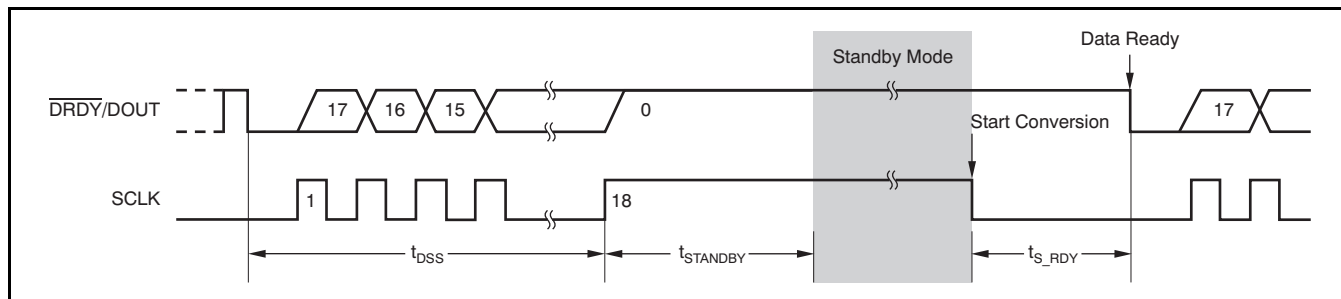 Data Ready
Standby Mode
DRDY/DOUT
17
16
15
0
17
Start Conversion
SCLK
1
18
tDSS
tSTANDBY
tS_RDY